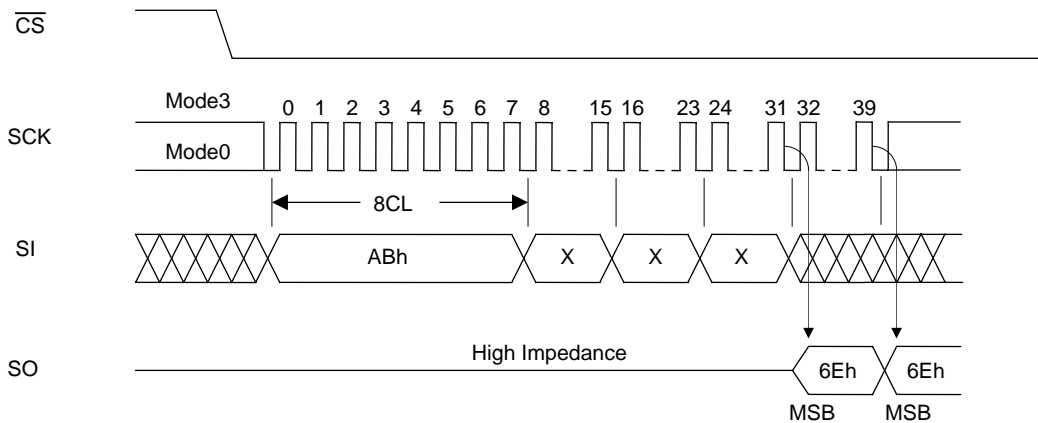 CS
Mode3
0 1 2 3 4 5 6 7 8 15 16 23 24 31 32 39
SCK
Mode0
8CL
SI
ABh X X X
High Impedance
SO
6Eh 6Eh
MSB MSB